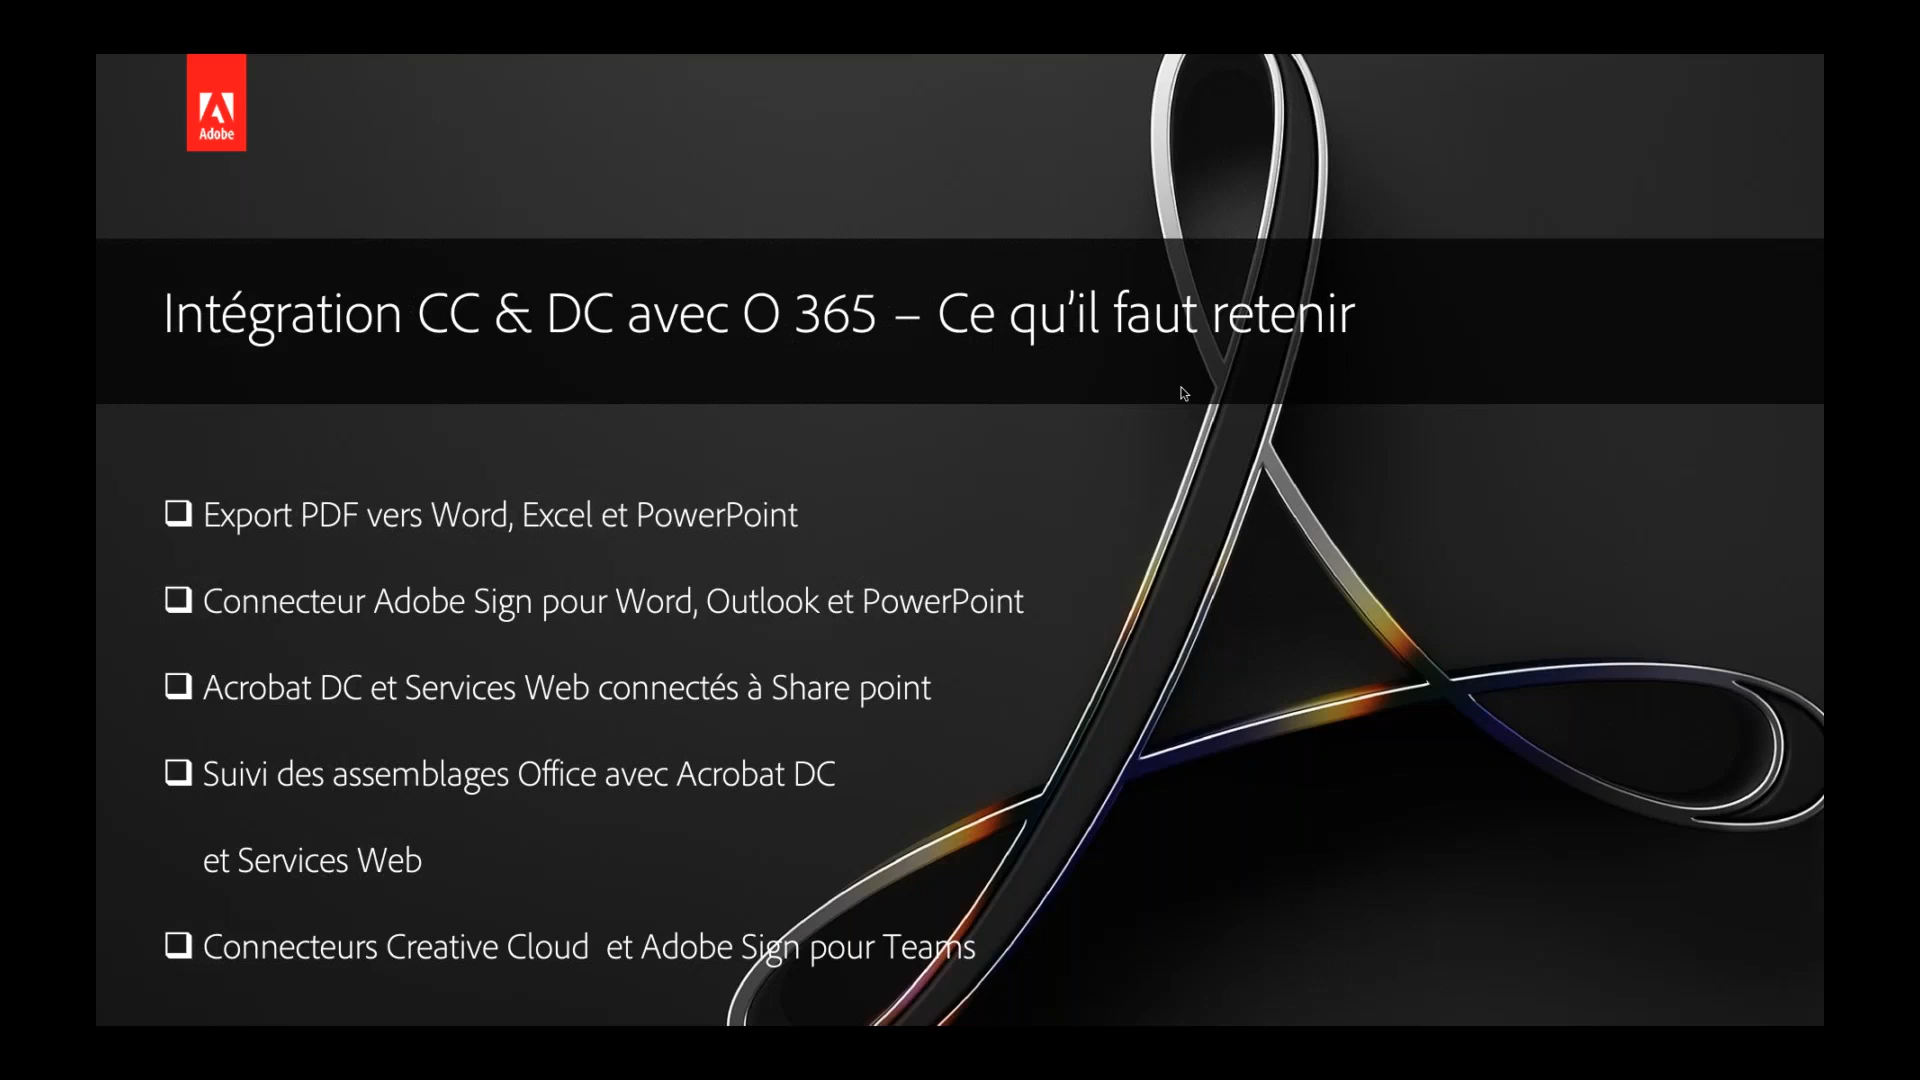 Adobe
Intégration CC & DC avec O 365 – Ce qu’il faut retenir
Export PDF vers Word, Excel et PowerPoint
Connecteur Adobe Sign pour Word, Outlook et PowerPoint
Acrobat DC et Services Web connectés à Share point
Suivi des assemblages Office avec Acrobat DC
et Services Web
Connecteurs Creative Cloud  et Adobe Sign pour Teams